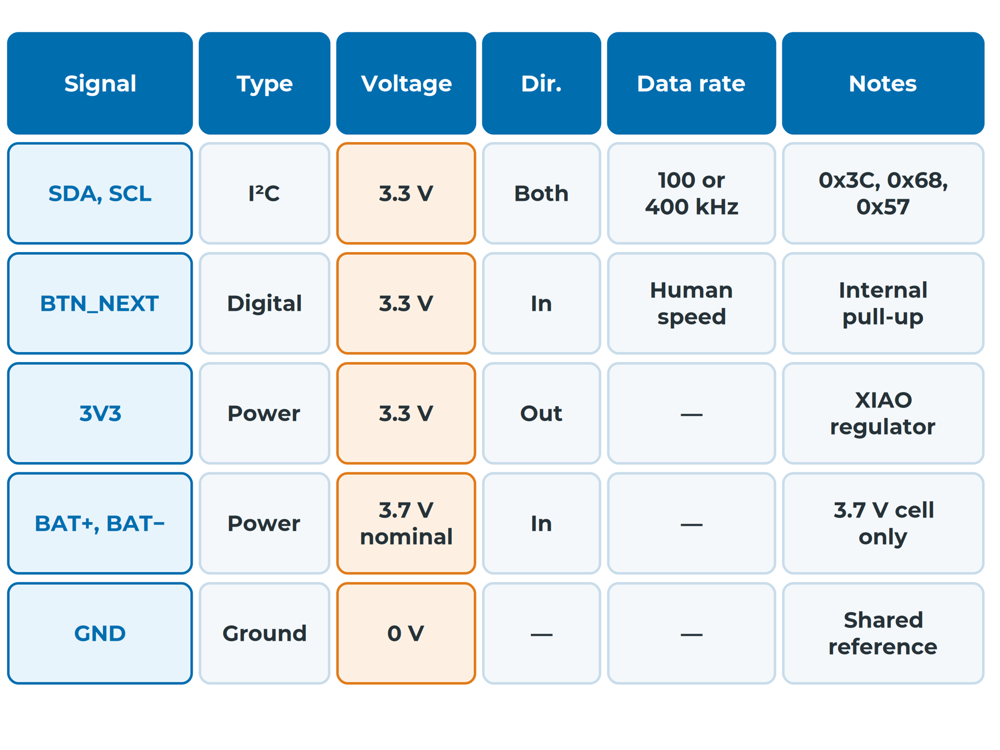 Signal Type Voltage Dir. Data rate Notes
SDA, SCL I²C 3.3 V Both 100 or 400 kHz 0x3C, 0x68, 0x57
BTN_NEXT Digital 3.3 V In Human speed Internal pull-up
3V3 Power 3.3 V Out — XIAO regulator
BAT+, BAT− Power 3.7 V nominal In — 3.7 V cell only
GND Ground 0 V — — Shared reference